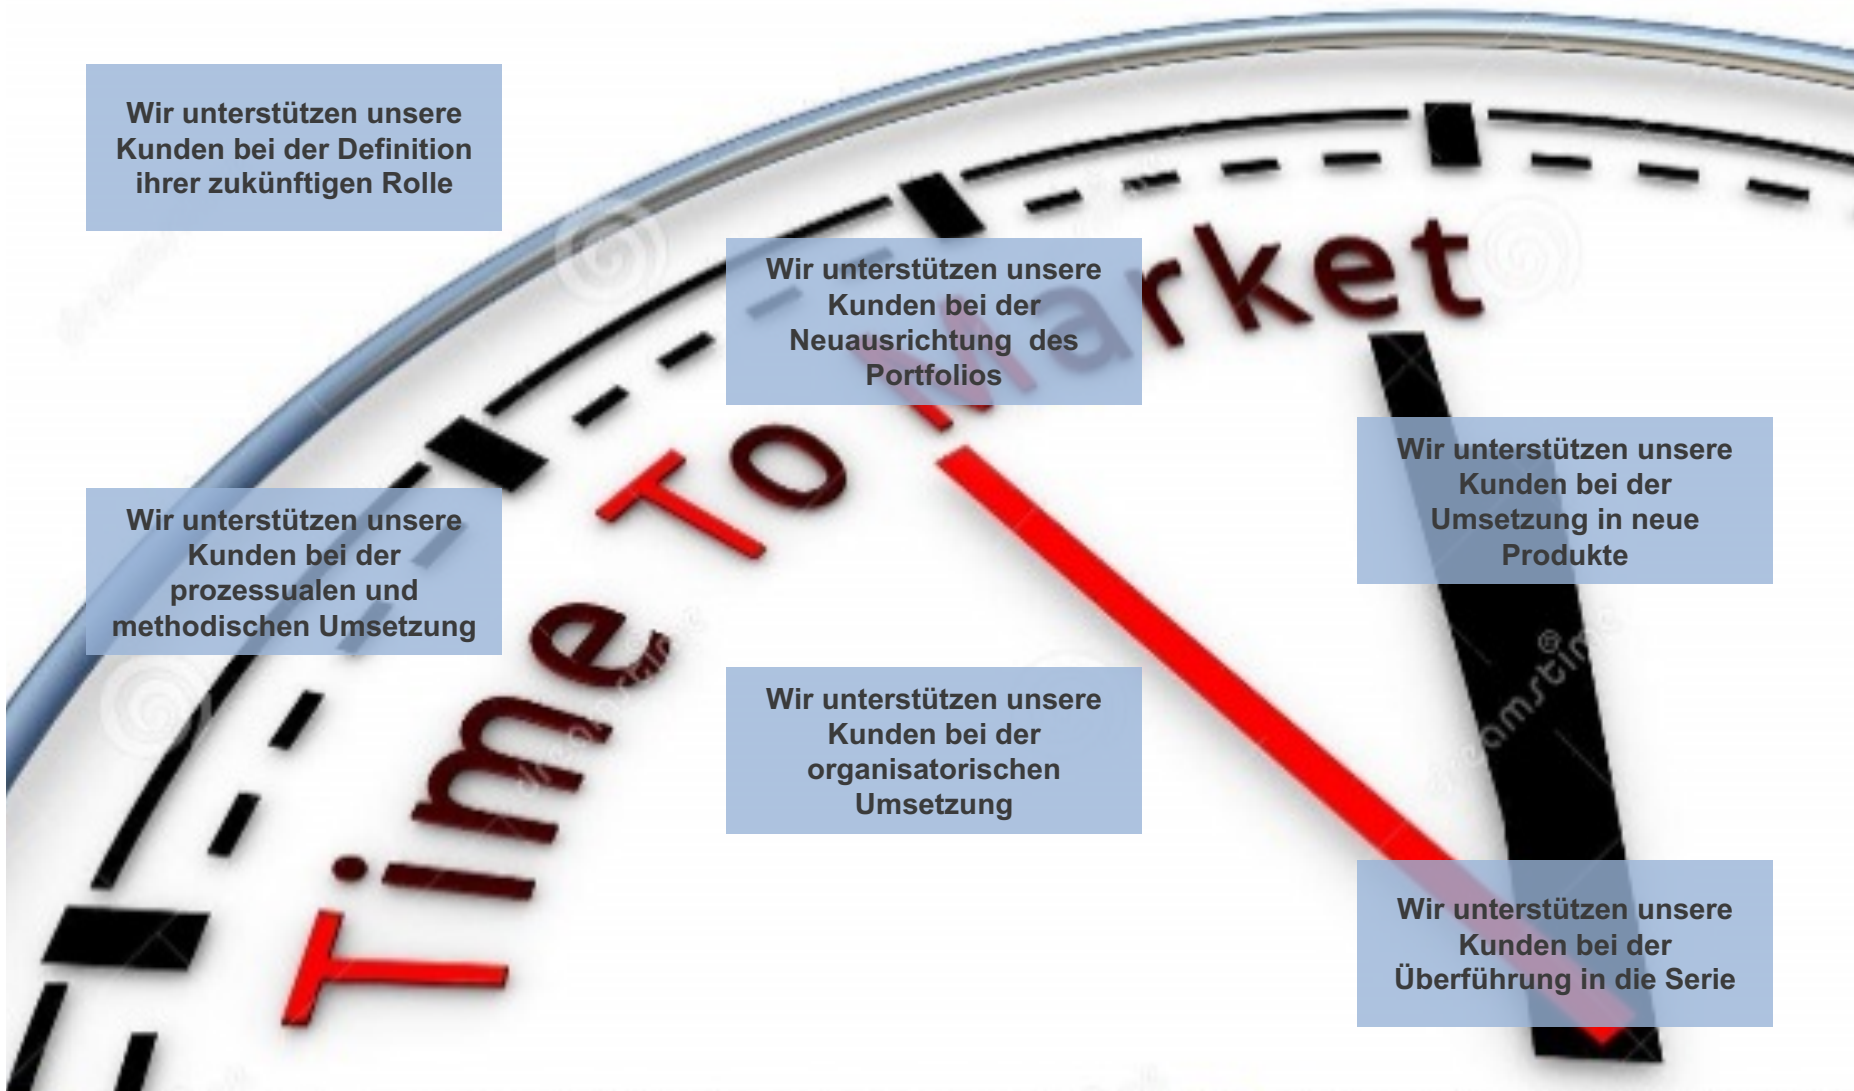 Wir unterstützen unsere
Kunden bei der Definition
ihrer zukünftigen Rolle
Wir unterstützen unsere
Kunden bei der
Neuausrichtung des
Portfolios
Wir unterstützen unsere
Kunden bei der
Umsetzung in neue
Produkte
Wir unterstützen unsere
Kunden bei der
prozessualen und
methodischen Umsetzung
Wir unterstützen unsere
Kunden bei der
organisatorischen
Umsetzung
Wir unterstützen unsere
Kunden bei der
Überführung in die Serie
Time To Market
dreamstime